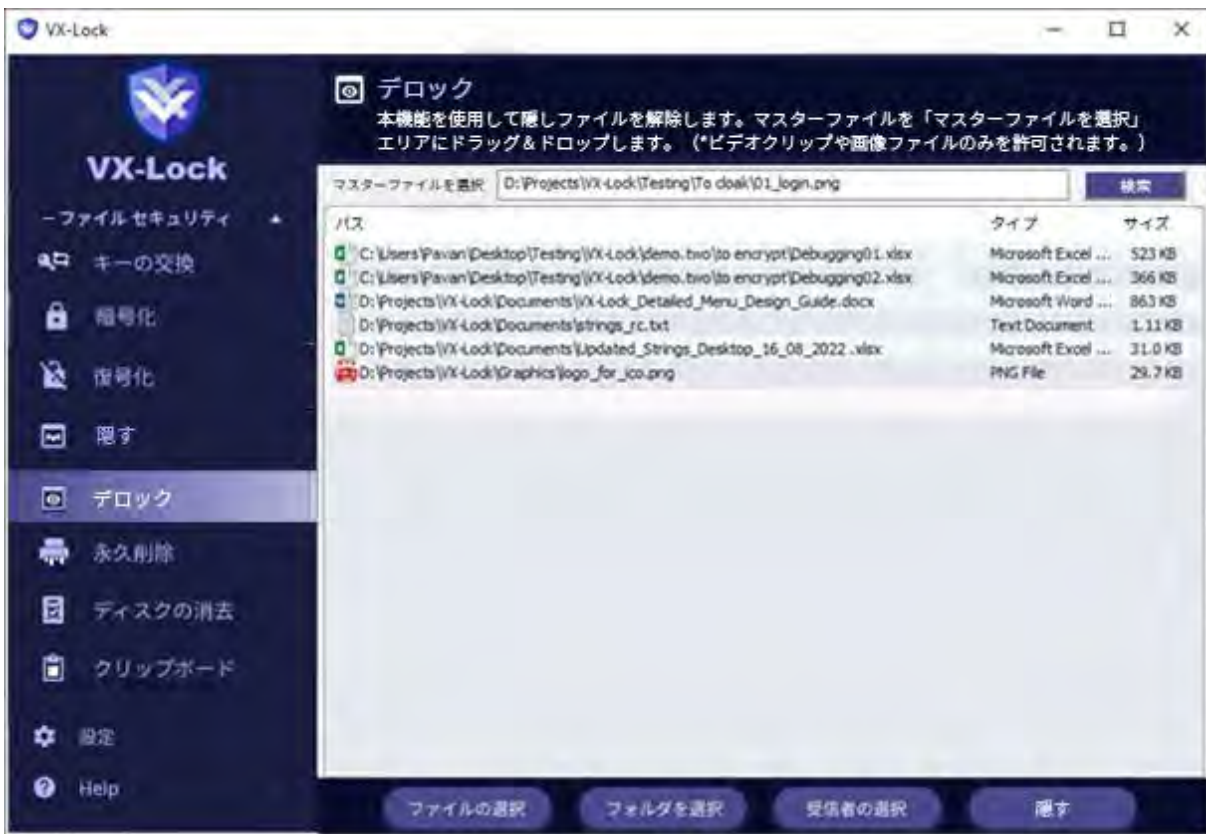 VX-Lock
VX-Lock
－ファイル セキュリティ
キーの交換
暗号化
復号化
隠す
デロック
永久削除
ディスクの消去
クリップボード
設定
Help
デロック
本機能を使用して隠しファイルを解除します。マスターファイルを「マスターファイルを選択」
エリアにドラッグ＆ドロップします。（*ビデオクリップや画像ファイルのみを許可されます。）
マスターファイルを選択 D:\Projects\VX-Lock\Testing\To cloak\01_login.png 検索
パス タイプ サイズ
C:\Users\Pavan\Desktop\Testing\VX-Lock\demo.two\to encrypt\Debugging01.xlsx Microsoft Excel ... 523 KB
C:\Users\Pavan\Desktop\Testing\VX-Lock\demo.two\to encrypt\Debugging02.xlsx Microsoft Excel ... 366 KB
D:\Projects\VX-Lock\Documents\VX-Lock_Detailed_Menu_Design_Guide.docx Microsoft Word ... 863 KB
D:\Projects\VX-Lock\Documents\strings_rc.txt Text Document 1.11 KB
D:\Projects\VX-Lock\Documents\Updated_Strings_Desktop_16_08_2022.xlsx Microsoft Excel ... 31.0 KB
D:\Projects\VX-Lock\Graphics\logo_for_ico.png PNG File 29.7 KB
ファイルの選択 フォルダを選択 受信者の選択 隠す